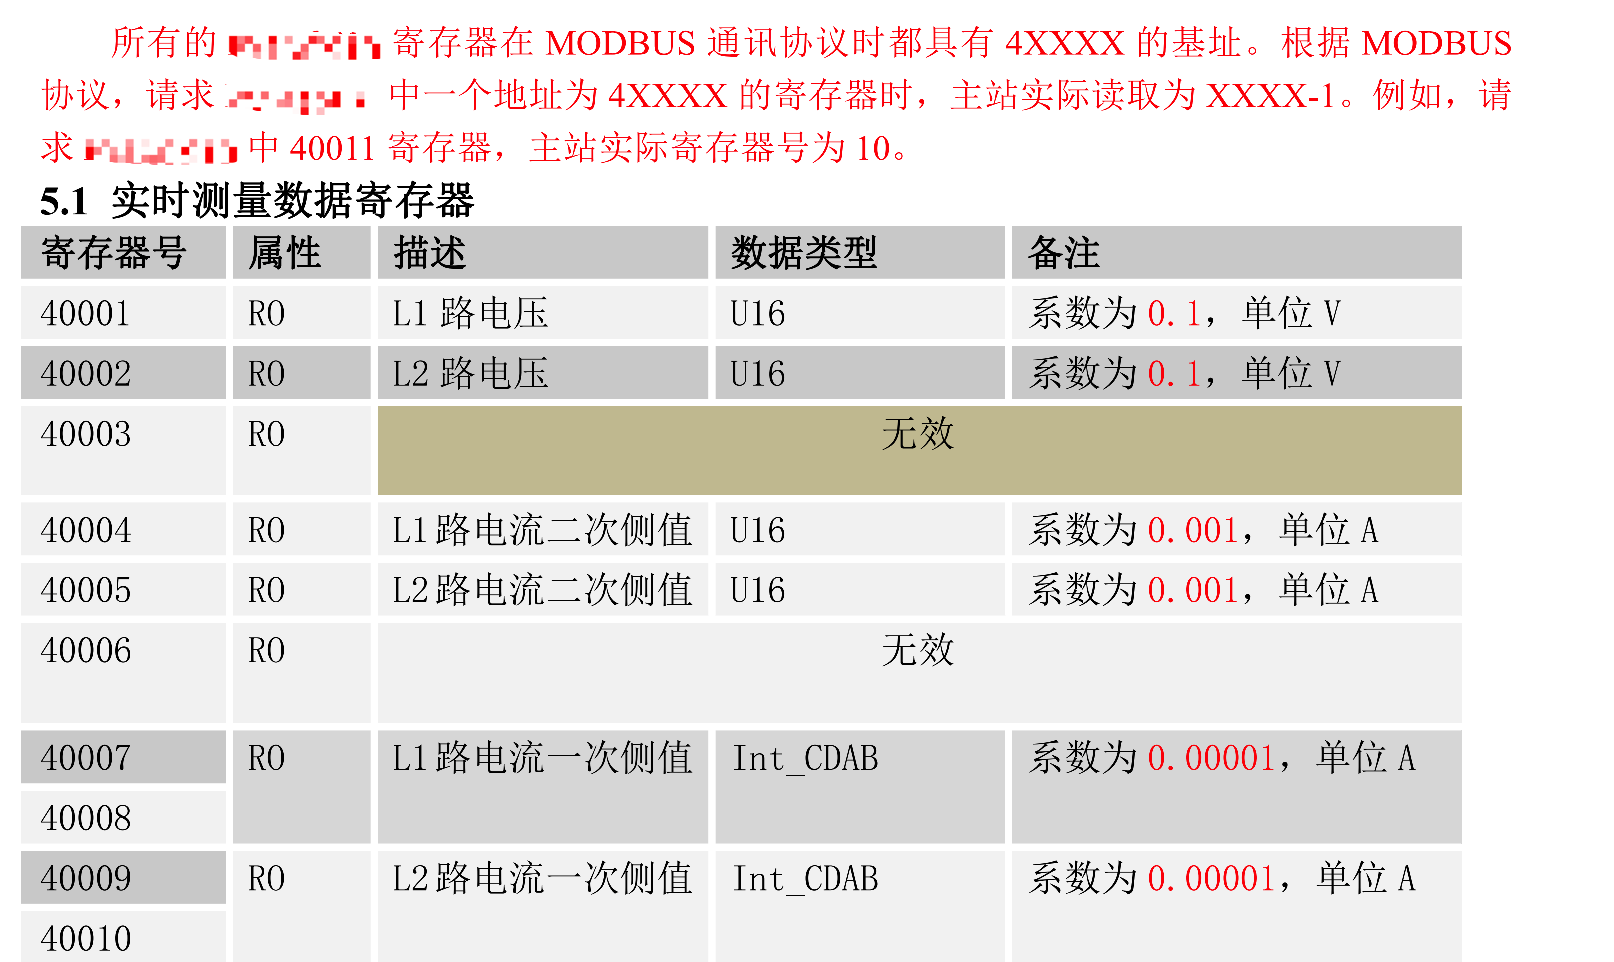 所有的 寄存器在 MODBUS 通讯协议时都具有 4XXXX 的基址。根据 MODBUS
协议，请求 中一个地址为 4XXXX 的寄存器时，主站实际读取为 XXXX-1。例如，请
求 中 40011 寄存器，主站实际寄存器号为 10。
5.1 实时测量数据寄存器
寄存器号 属性 描述 数据类型 备注
40001 RO L1 路电压 U16 系数为 0.1，单位 V
40002 RO L2 路电压 U16 系数为 0.1，单位 V
40003 RO 无效
40004 RO L1 路电流二次侧值 U16 系数为 0.001，单位 A
40005 RO L2 路电流二次侧值 U16 系数为 0.001，单位 A
40006 RO 无效
40007 RO L1 路电流一次侧值 Int_CDAB 系数为 0.00001，单位 A
40008
40009 RO L2 路电流一次侧值 Int_CDAB 系数为 0.00001，单位 A
40010